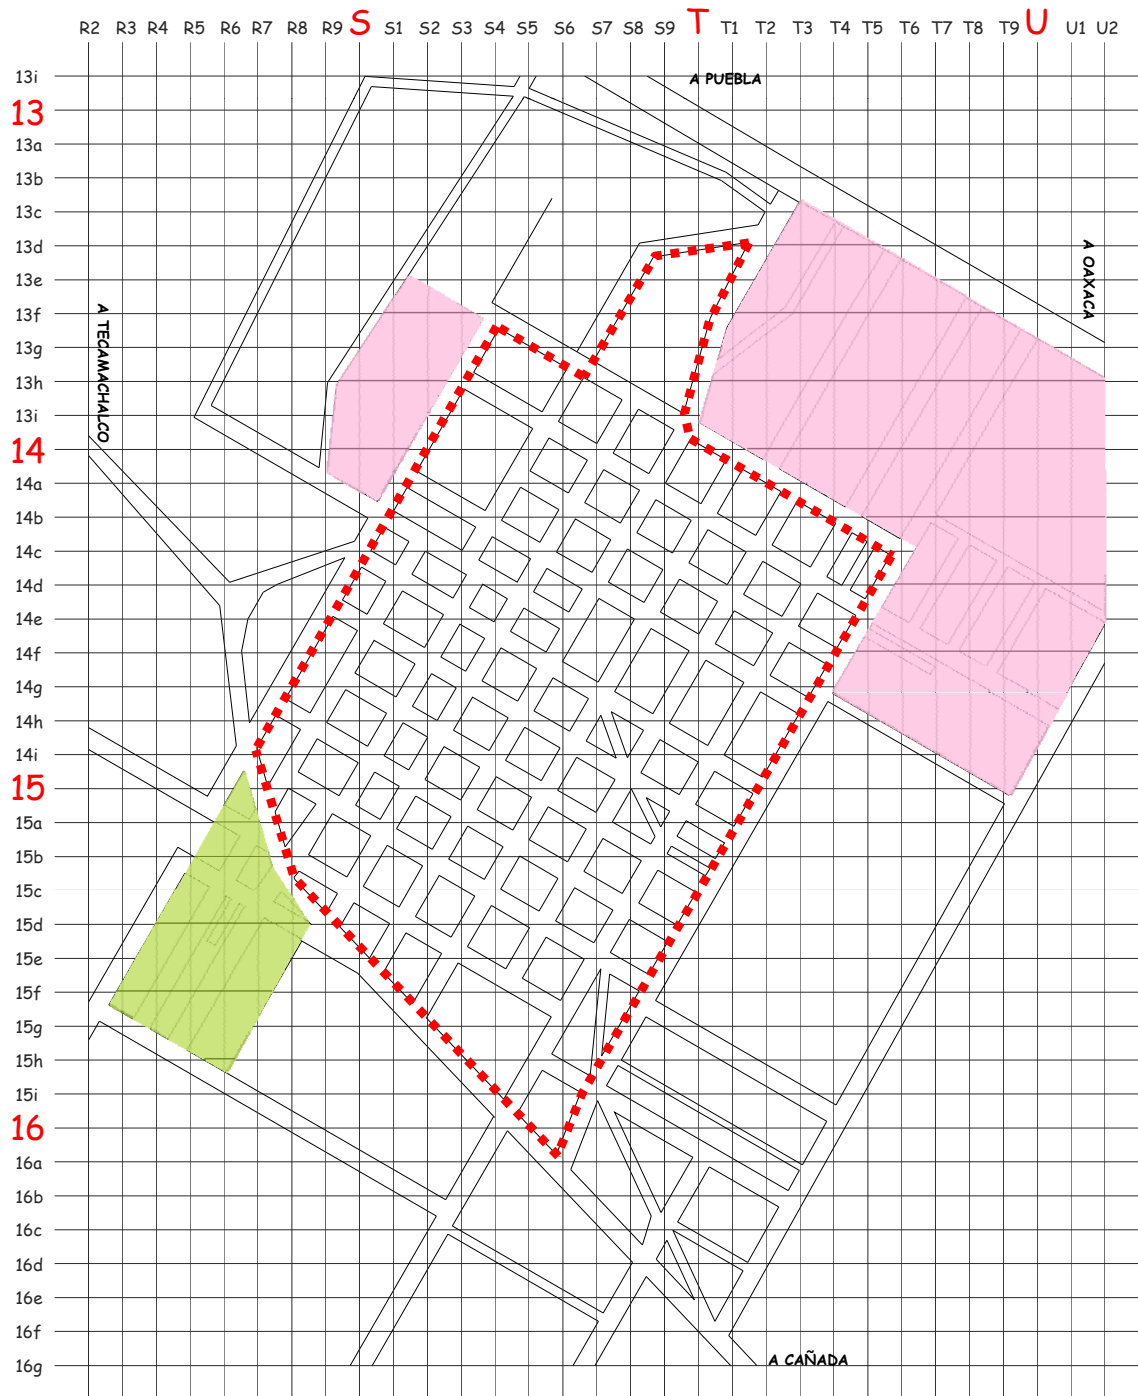 R2 R3 R4 R5 R6 R7 R8 R9 S S1 S2 S3 S4 S5 S6 S7 S8 S9 T T1 T2 T3 T4 T5 T6 T7 T8 T9 U U1 U2
13i
A PUEBLA
13
13a
13b
13c
13d
A OAXACA
13e
13f
A TECAMACHALCO
13g
13h
13i
14
14a
14b
14c
14d
14e
14f
14g
14h
14i
15
15a
15b
15c
15d
15e
15f
15g
15h
15i
16
16a
16b
16c
16d
16e
16f
A CAÑADA
16g